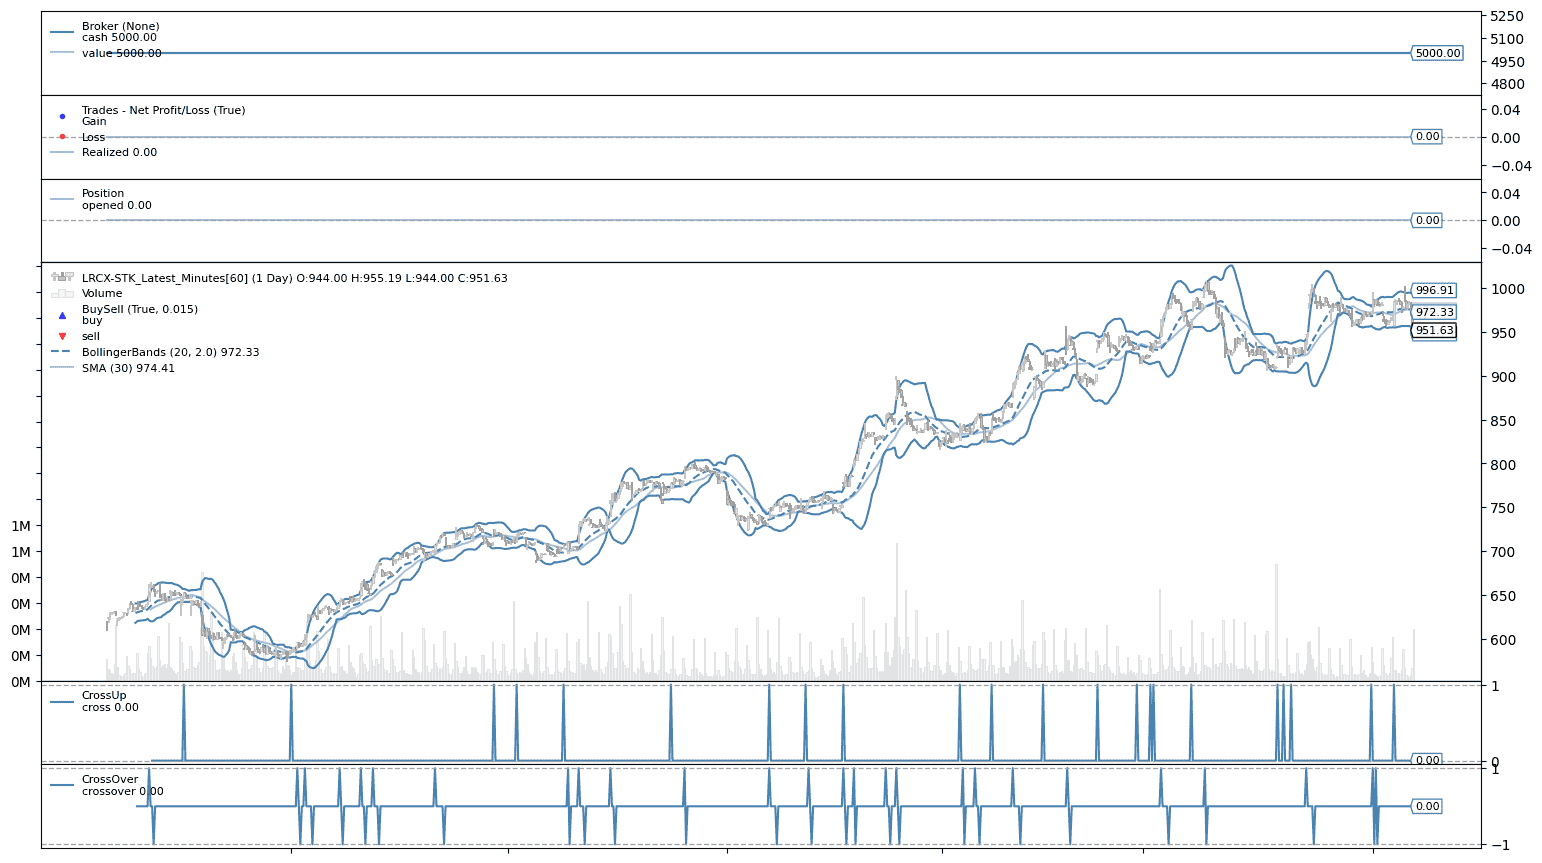 Broker (None)
cash 5000.00
value 5000.00
5250
5100
4950
4800
5000.00
Trades - Net Profit/Loss (True)
Gain
Loss
Realized 0.00
0.04
0.00
−0.04
0.00
Position
opened 0.00
0.04
0.00
−0.04
0.00
LRCX-STK_Latest_Minutes[60] (1 Day) O:944.00 H:955.19 L:944.00 C:951.63
Volume
BuySell (True, 0.015)
buy
sell
BollingerBands (20, 2.0) 972.33
SMA (30) 974.41
996.91
972.33
951.63
1000
950
900
850
800
750
700
650
600
1M
1M
0M
0M
0M
0M
0M
CrossUp
cross 0.00
1
0
0.00
CrossOver
crossover 0.00
1
0.00
−1